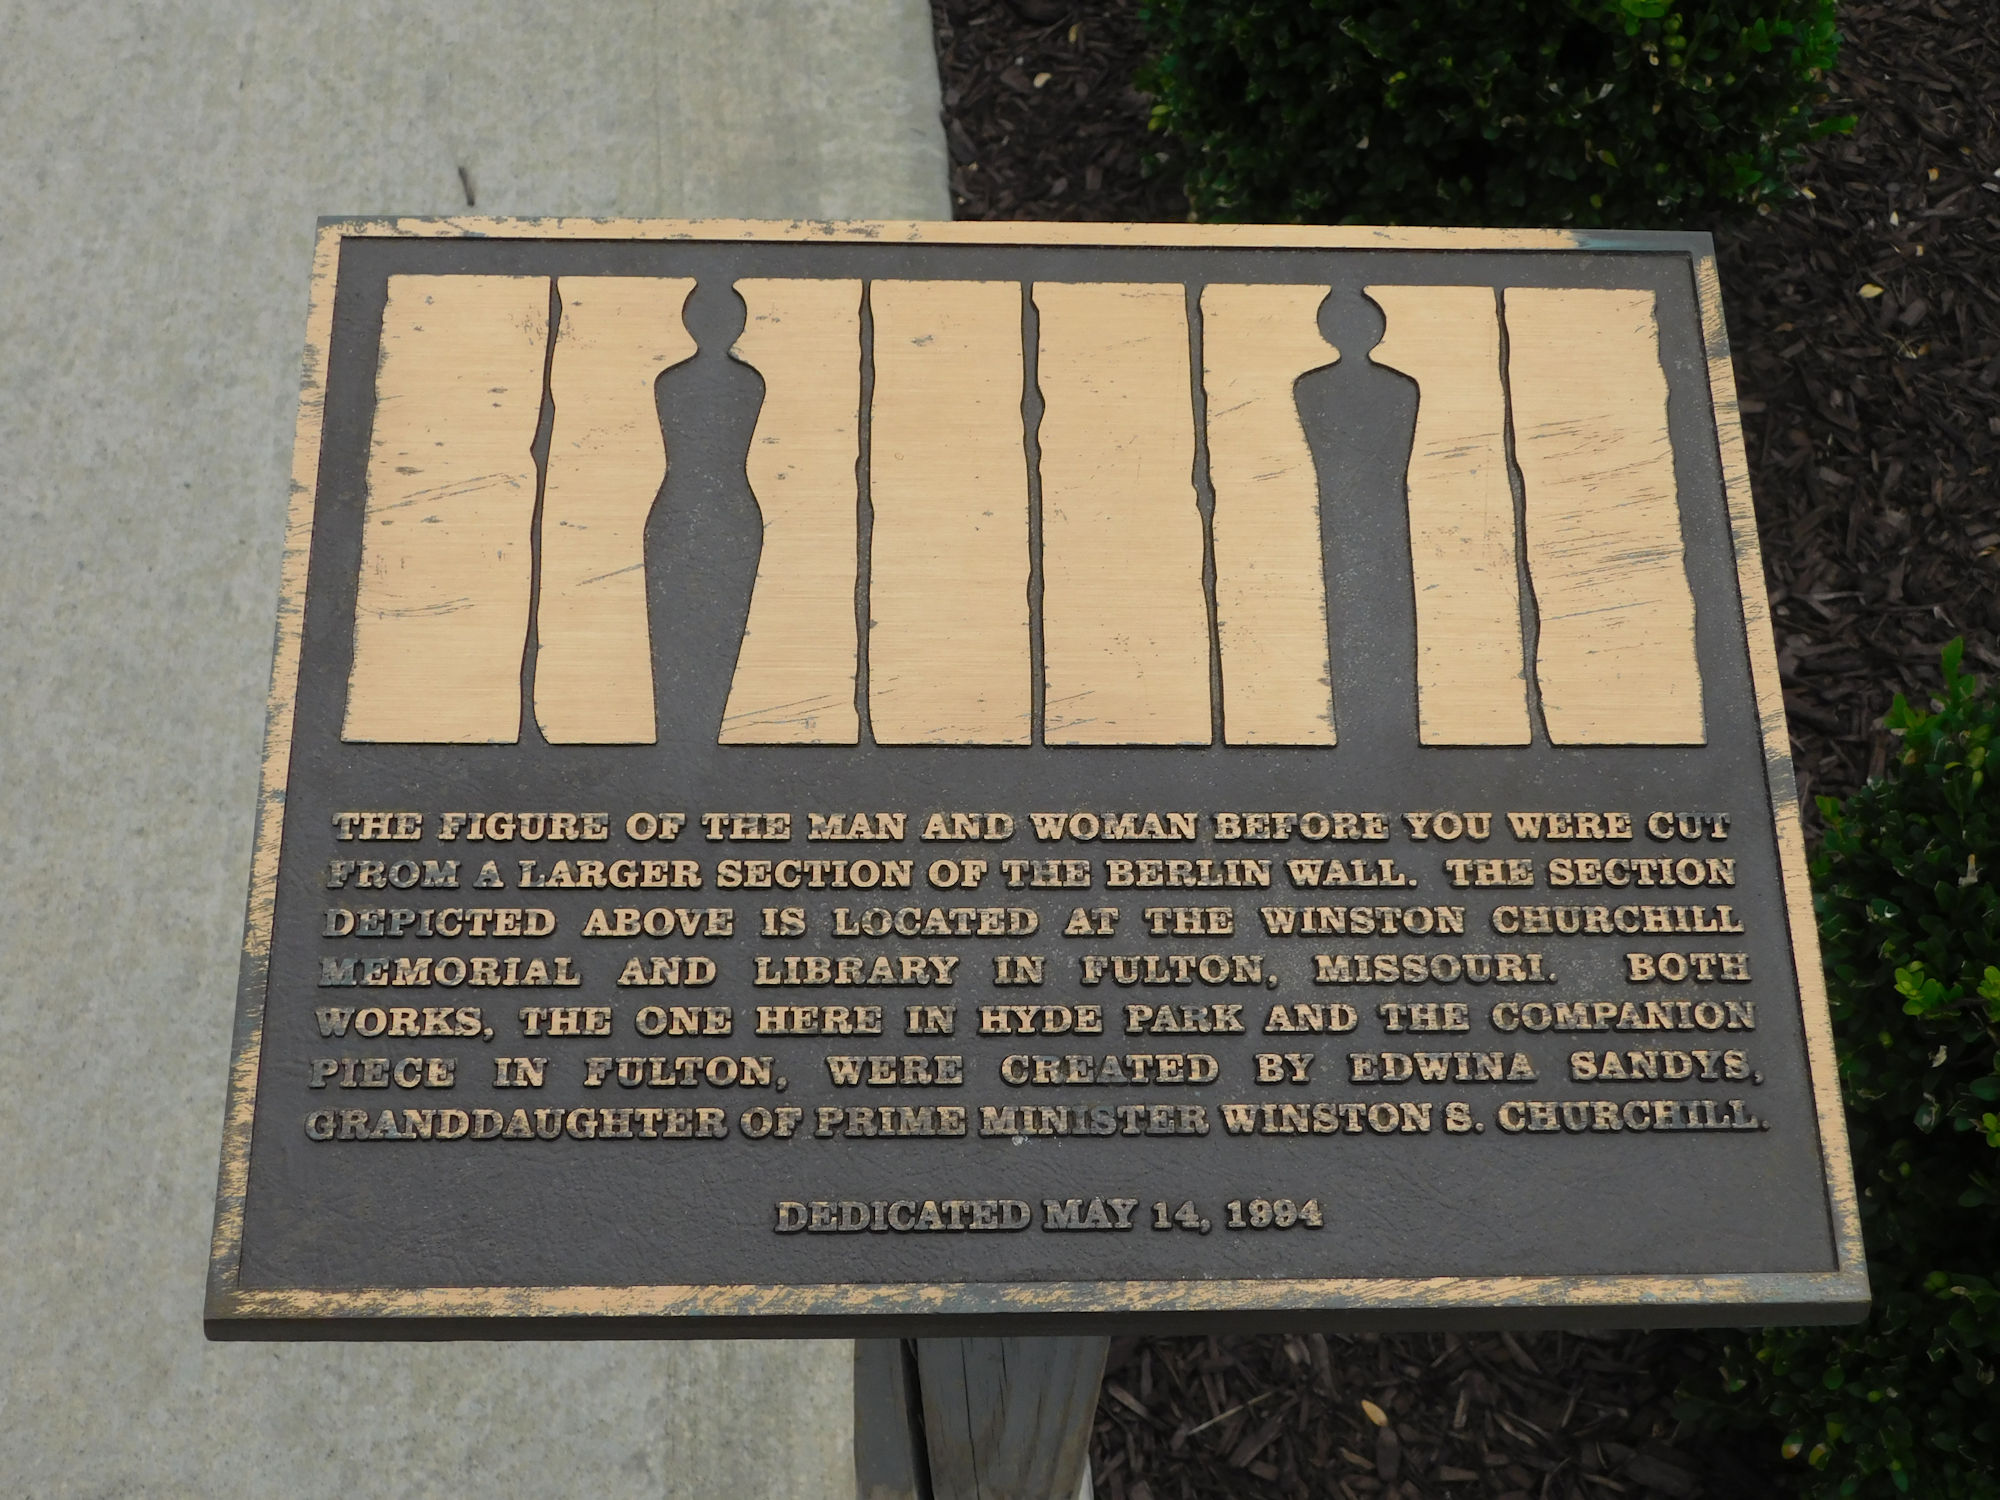 THE FIGURE OF THE MAN AND WOMAN BEFORE YOU WERE CUT
FROM A LARGER SECTION OF THE BERLIN WALL. THE SECTION
DEPICTED ABOVE IS LOCATED AT THE WINSTON CHURCHILL
MEMORIAL AND LIBRARY IN FULTON, MISSOURI. BOTH
WORKS, THE ONE HERE IN HYDE PARK AND THE COMPANION
PIECE IN FULTON, WERE CREATED BY EDWINA SANDYS,
GRANDDAUGHTER OF PRIME MINISTER WINSTON S. CHURCHILL.
DEDICATED MAY 14, 1994